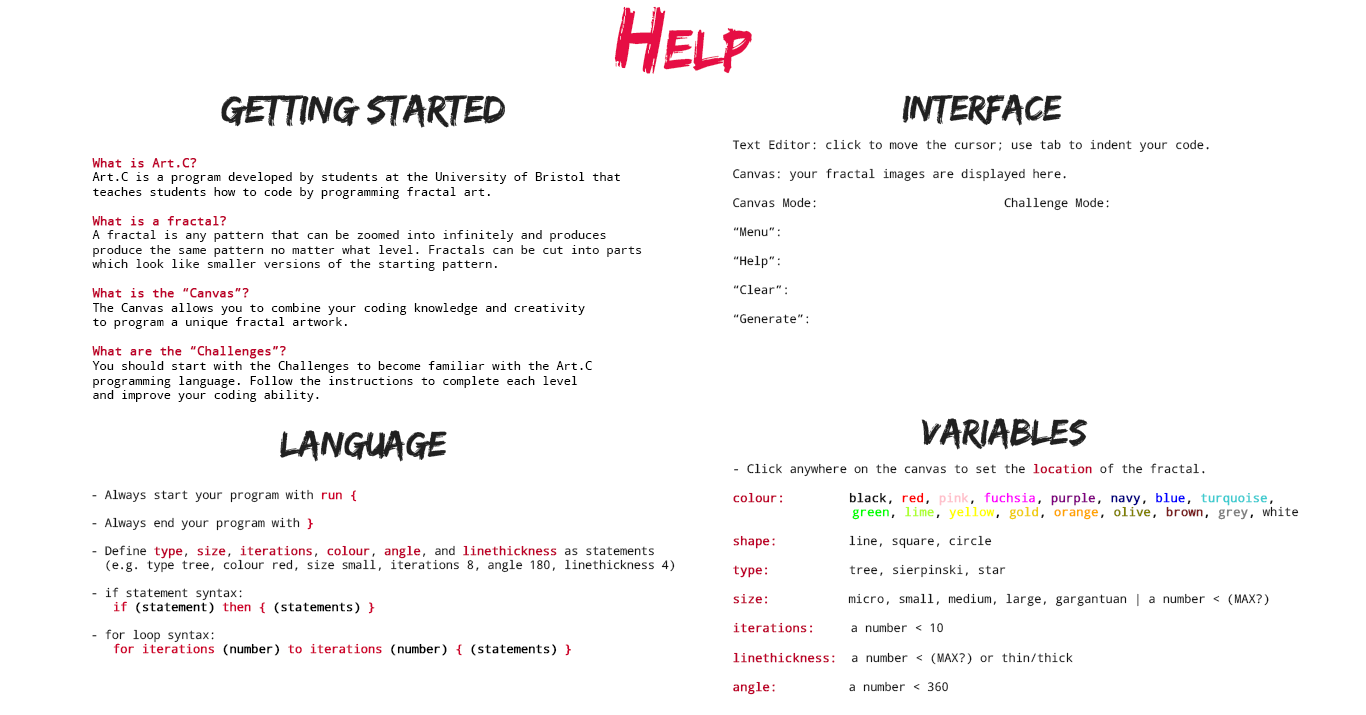 Help
GETTING STARTED
What is Art.C?
Art.C is a program developed by students at the University of Bristol that
teaches students how to code by programming fractal art.
What is a fractal?
A fractal is any pattern that can be zoomed into infinitely and produces
produce the same pattern no matter what level. Fractals can be cut into parts
which look like smaller versions of the starting pattern.
What is the “Canvas”?
The Canvas allows you to combine your coding knowledge and creativity
to program a unique fractal artwork.
What are the “Challenges”?
You should start with the Challenges to become familiar with the Art.C
programming language. Follow the instructions to complete each level
and improve your coding ability.
INTERFACE
Text Editor: click to move the cursor; use tab to indent your code.
Canvas: your fractal images are displayed here.
Canvas Mode: Challenge Mode:
“Menu”:
“Help”:
“Clear”:
“Generate”:
LANGUAGE
- Always start your program with run {
- Always end your program with }
- Define type, size, iterations, colour, angle, and linethickness as statements
(e.g. type tree, colour red, size small, iterations 8, angle 180, linethickness 4)
- if statement syntax:
if (statement) then { (statements) }
- for loop syntax:
for iterations (number) to iterations (number) { (statements) }
VARIABLES
- Click anywhere on the canvas to set the location of the fractal.
colour: black, red, pink, fuchsia, purple, navy, blue, turquoise,
green, lime, yellow, gold, orange, olive, brown, grey, white
shape: line, square, circle
type: tree, sierpinski, star
size: micro, small, medium, large, gargantuan | a number < (MAX?)
iterations: a number < 10
linethickness: a number < (MAX?) or thin/thick
angle: a number < 360